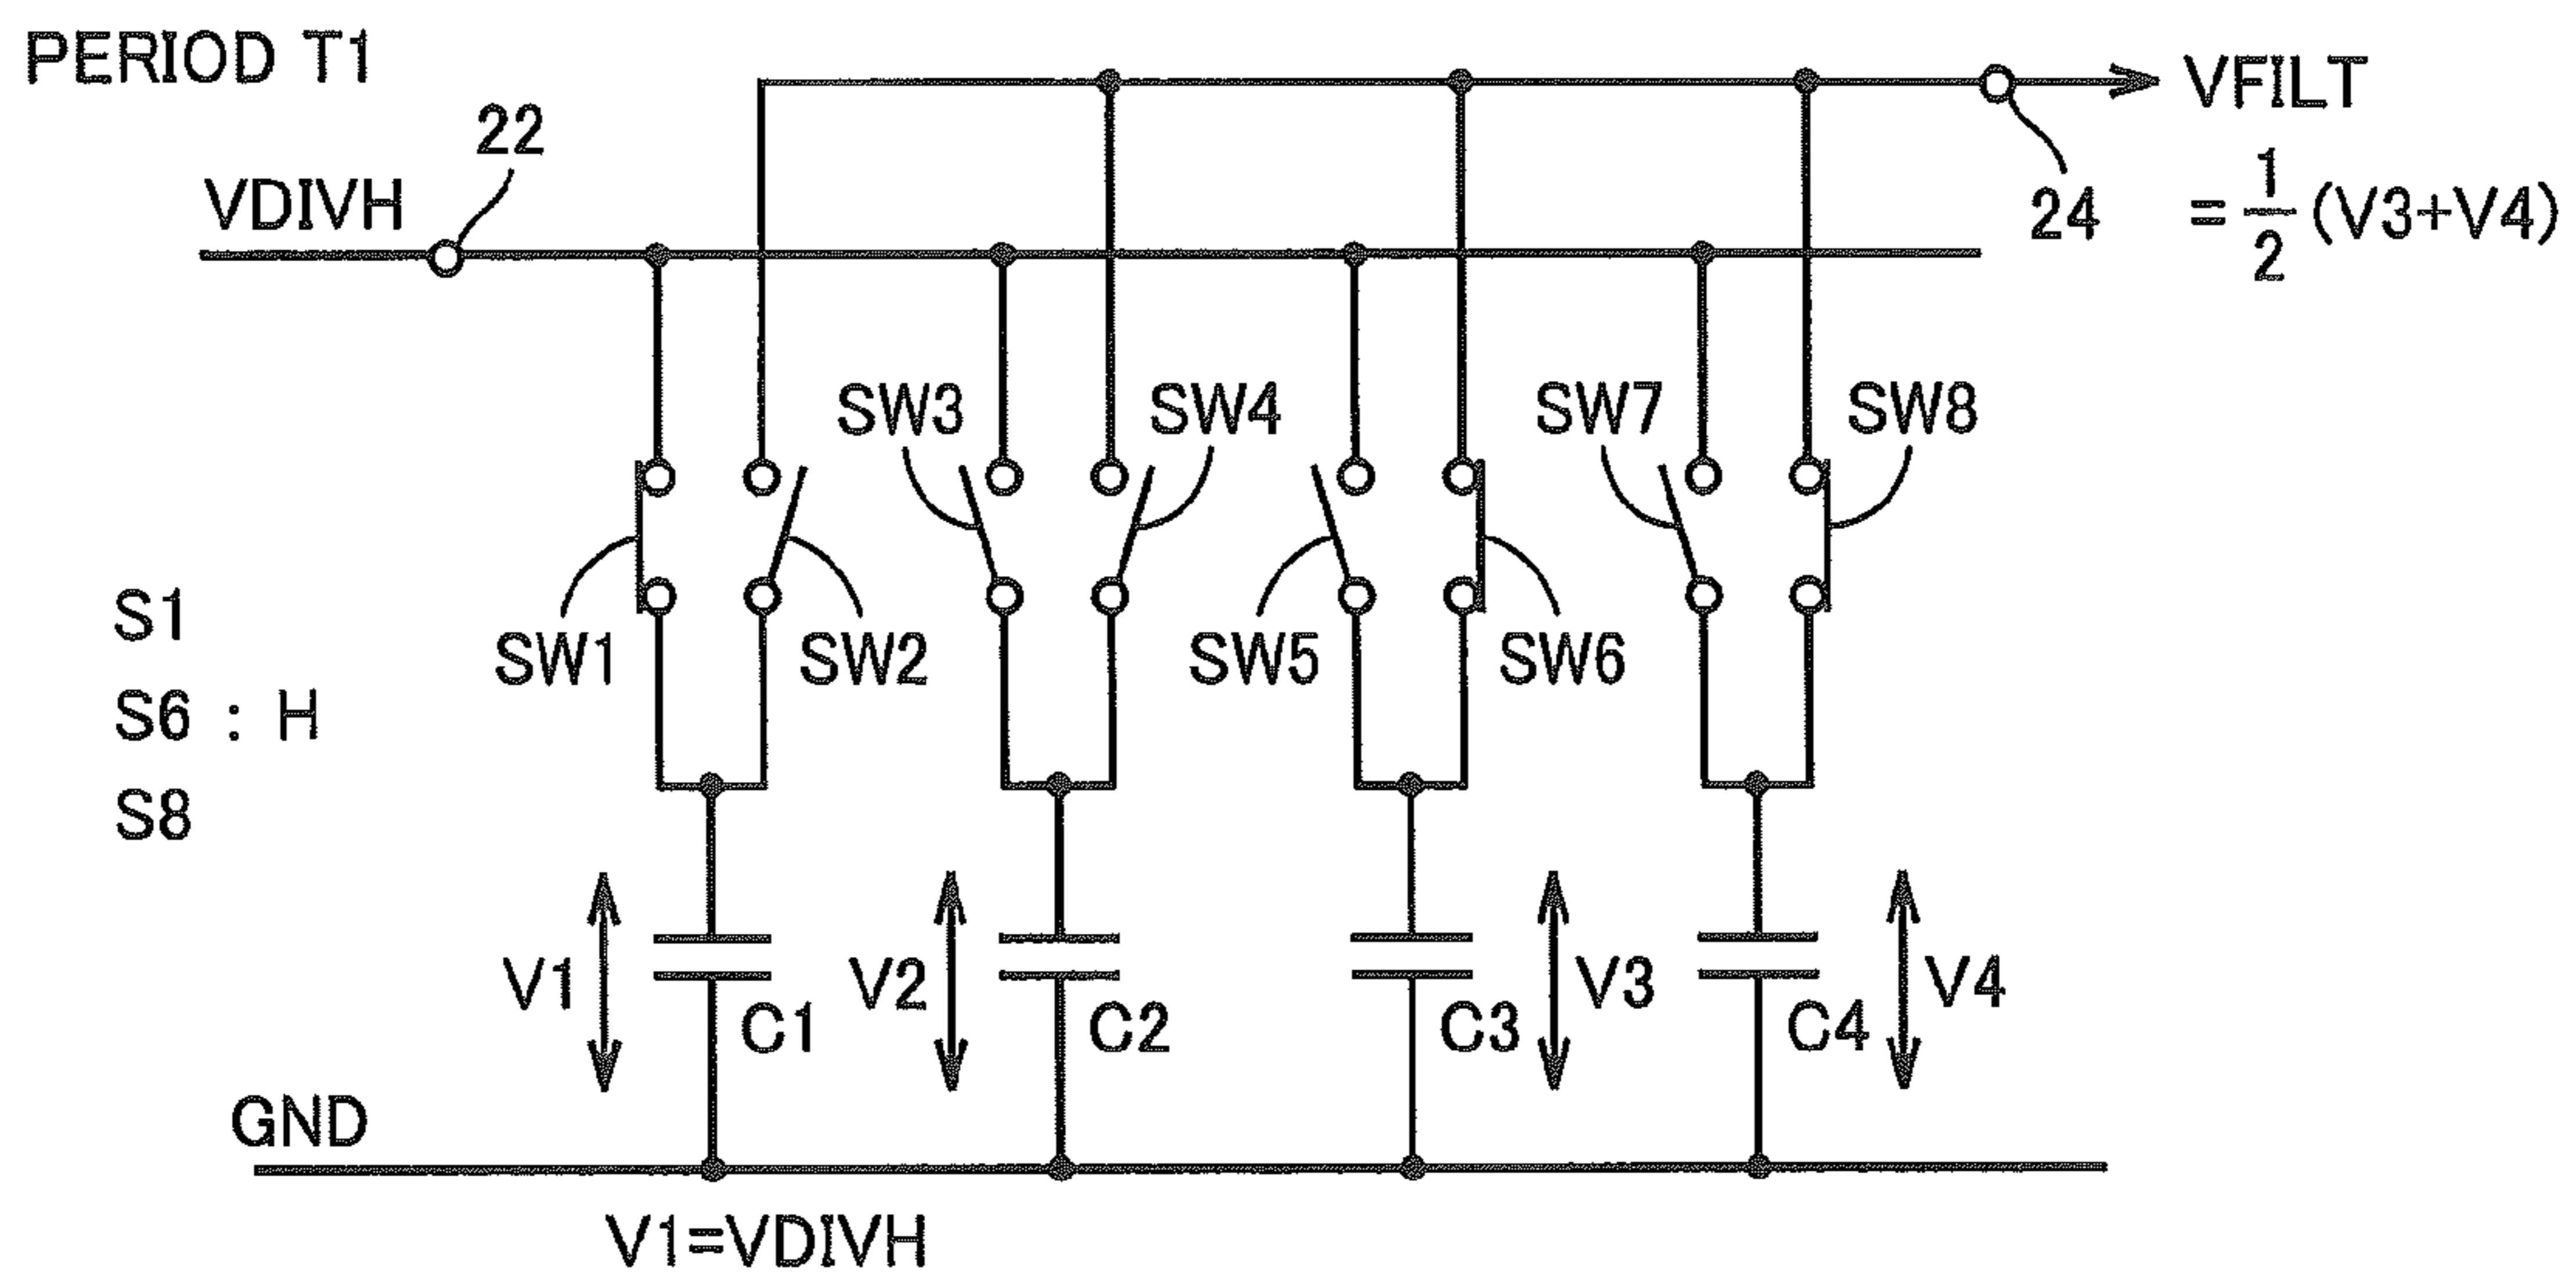 PERIOD T1
VFILT
22
VDIVH
24
= 1/2 (V3+V4)
SW3
SW4
SW7
SW8
SW1
SW2
SW5
SW6
S1
S6 : H
S8
V1
C1
V2
C2
C3
V3
C4
V4
GND
V1=VDIVH